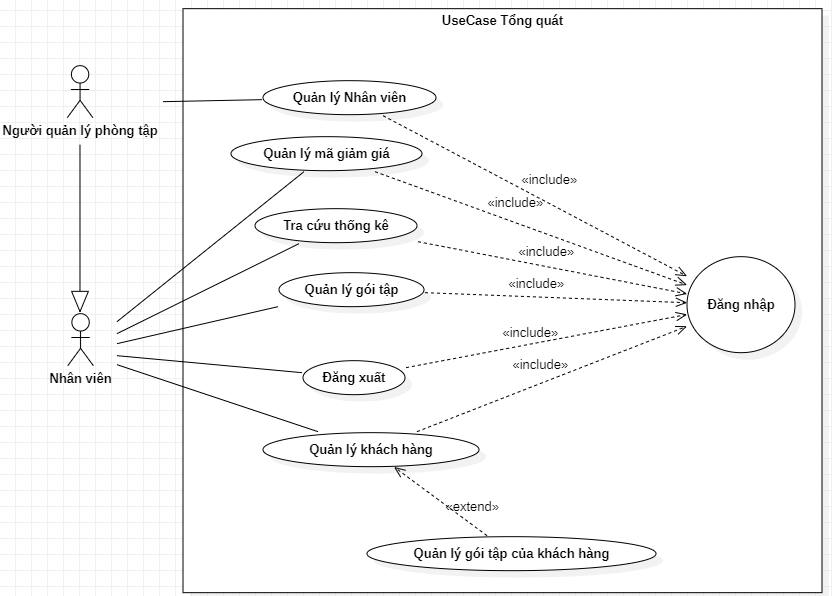 UseCase Tổng quát
Quản lý Nhân viên
Người quản lý phòng tập
Quản lý mã giảm giá
«include»
«include»
Tra cứu thống kê
«include»
Quản lý gói tập
«include»
Đăng nhập
Nhân viên
«include»
Đăng xuất
«include»
Quản lý khách hàng
«extend»
Quản lý gói tập của khách hàng